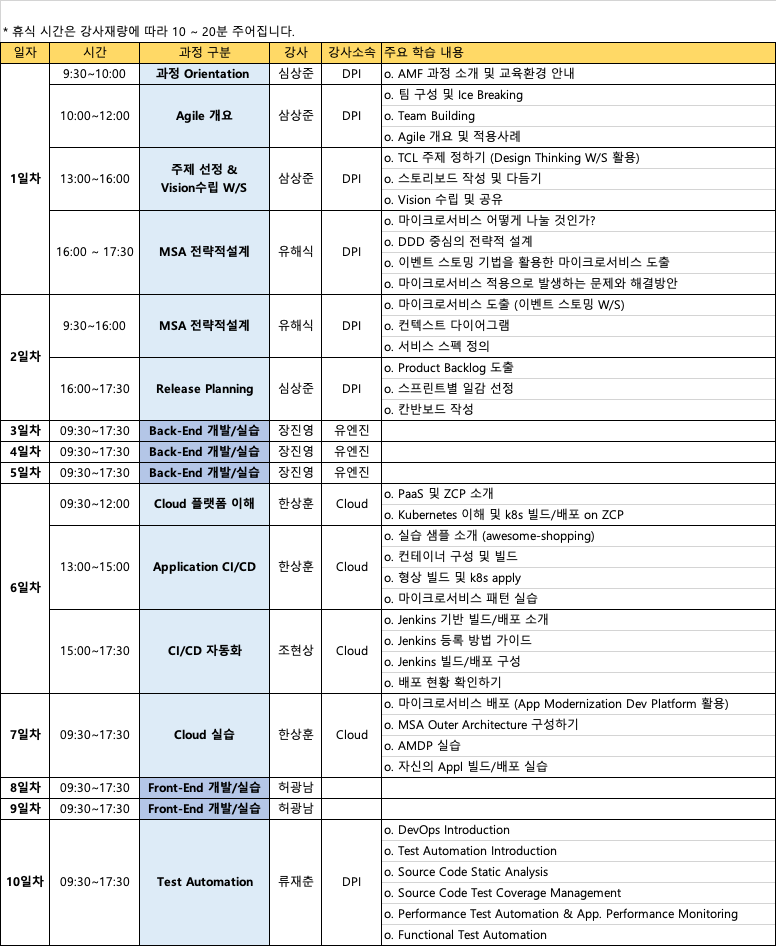 * 휴식 시간은 강사재량에 따라 10 ~ 20분 주어집니다.
일자 시간 과정 구분 강사 강사소속 주요 학습 내용
1일차
9:30~10:00 과정 Orientation 심상준 DPI o. AMF 과정 소개 및 교육환경 안내
10:00~12:00 Agile 개요 삼상준 DPI
o. 팀 구성 및 Ice Breaking
o. Team Building
o. Agile 개요 및 적용사례
13:00~16:00 주제 선정 &
Vision수립 W/S 삼상준 DPI
o. TCL 주제 정하기 (Design Thinking W/S 활용)
o. 스토리보드 작성 및 다듬기
o. Vision 수립 및 공유
16:00 ~ 17:30 MSA 전략적설계 유해식 DPI
o. 마이크로서비스 어떻게 나눌 것인가?
o. DDD 중심의 전략적 설계
o. 이벤트 스토밍 기법을 활용한 마이크로서비스 도출
o. 마이크로서비스 적용으로 발생하는 문제와 해결방안
2일차
9:30~16:00 MSA 전략적설계 유해식 DPI
o. 마이크로서비스 도출 (이벤트 스토밍 W/S)
o. 컨텍스트 다이어그램
o. 서비스 스펙 정의
16:00~17:30 Release Planning 심상준 DPI
o. Product Backlog 도출
o. 스프린트별 일감 선정
o. 칸반보드 작성
3일차 09:30~17:30 Back-End 개발/실습 장진영 유엔진
4일차 09:30~17:30 Back-End 개발/실습 장진영 유엔진
5일차 09:30~17:30 Back-End 개발/실습 장진영 유엔진
6일차
09:30~12:00 Cloud 플랫폼 이해 한상훈 Cloud
o. PaaS 및 ZCP 소개
o. Kubernetes 이해 및 k8s 빌드/배포 on ZCP
13:00~15:00 Application CI/CD 한상훈 Cloud
o. 실습 샘플 소개 (awesome-shopping)
o. 컨테이너 구성 및 빌드
o. 형상 빌드 및 k8s apply
o. 마이크로서비스 패턴 실습
15:00~17:30 CI/CD 자동화 조현상 Cloud
o. Jenkins 기반 빌드/배포 소개
o. Jenkins 등록 방법 가이드
o. Jenkins 빌드/배포 구성
o. 배포 현황 확인하기
7일차 09:30~17:30 Cloud 실습 한상훈 Cloud
o. 마이크로서비스 배포 (App Modernization Dev Platform 활용)
o. MSA Outer Architecture 구성하기
o. AMDP 실습
o. 자신의 Appl 빌드/배포 실습
8일차 09:30~17:30 Front-End 개발/실습 허광남
9일차 09:30~17:30 Front-End 개발/실습 허광남
10일차 09:30~17:30 Test Automation 류재준 DPI
o. DevOps Introduction
o. Test Automation Introduction
o. Source Code Static Analysis
o. Source Code Test Coverage Management
o. Performance Test Automation & App. Performance Monitoring
o. Functional Test Automation